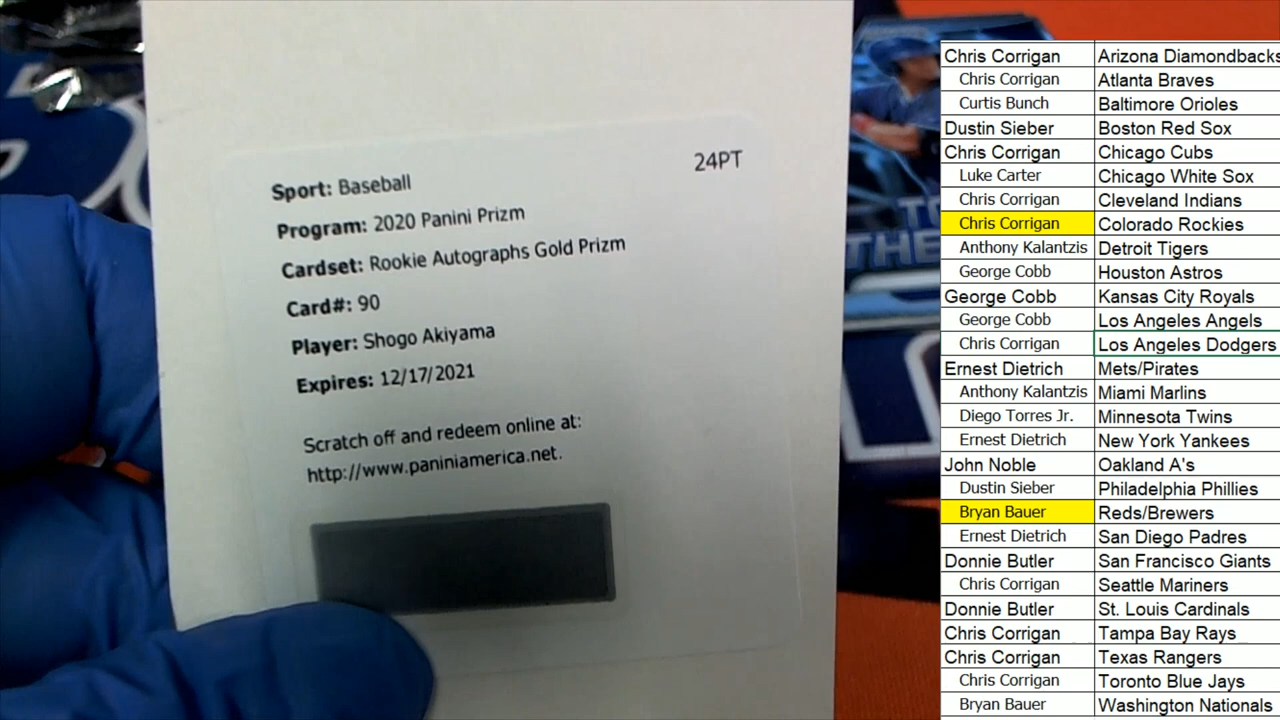 24PT
Sport: Baseball
Program: 2020 Panini Prizm
Cardset: Rookie Autographs Gold Prizm
Card#: 90
Player: Shogo Akiyama
Expires: 12/17/2021
Scratch off and redeem online at:
http://www.paniniamerica.net.
TO
THE
Chris Corrigan Arizona Diamondbacks
Chris Corrigan Atlanta Braves
Curtis Bunch Baltimore Orioles
Dustin Sieber Boston Red Sox
Chris Corrigan Chicago Cubs
Luke Carter Chicago White Sox
Chris Corrigan Cleveland Indians
Chris Corrigan Colorado Rockies
Anthony Kalantzis Detroit Tigers
George Cobb Houston Astros
George Cobb Kansas City Royals
George Cobb Los Angeles Angels
Chris Corrigan Los Angeles Dodgers
Ernest Dietrich Mets/Pirates
Anthony Kalantzis Miami Marlins
Diego Torres Jr. Minnesota Twins
Ernest Dietrich New York Yankees
John Noble Oakland A's
Dustin Sieber Philadelphia Phillies
Bryan Bauer Reds/Brewers
Ernest Dietrich San Diego Padres
Donnie Butler San Francisco Giants
Chris Corrigan Seattle Mariners
Donnie Butler St. Louis Cardinals
Chris Corrigan Tampa Bay Rays
Chris Corrigan Texas Rangers
Chris Corrigan Toronto Blue Jays
Bryan Bauer Washington Nationals